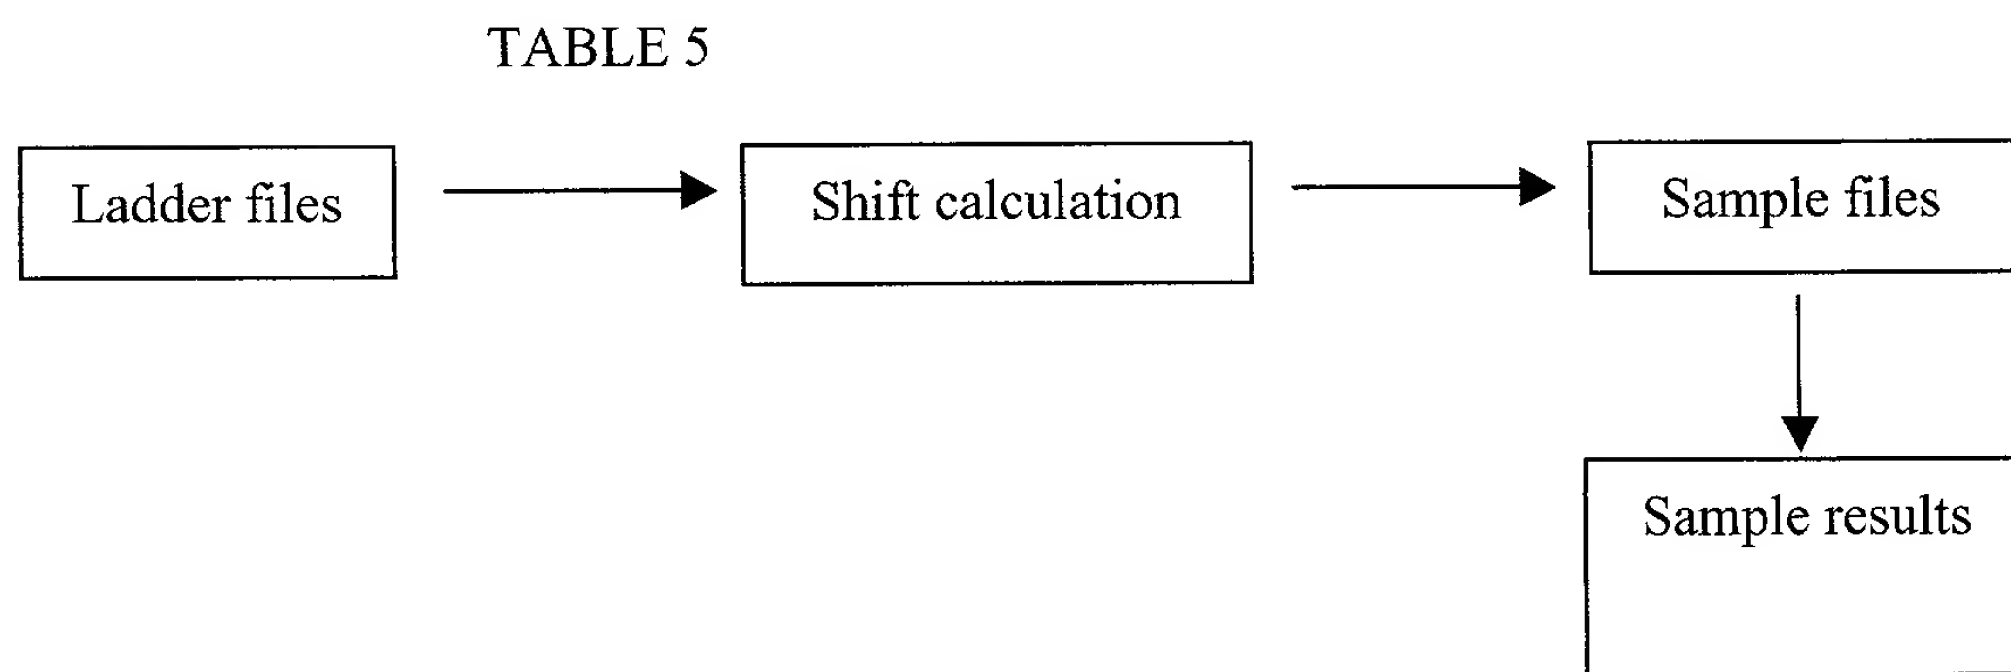 TABLE 5
Ladder files
Shift calculation
Sample files
Sample results